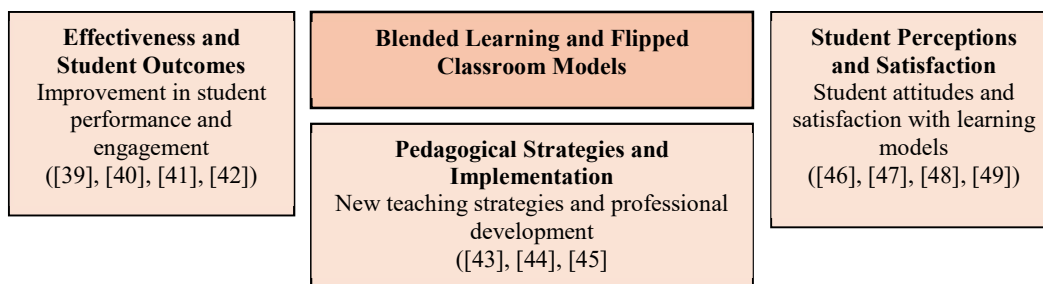 Effectiveness and
Student Outcomes
Improvement in student
performance and
engagement
([39], [40], [41], [42])
Blended Learning and Flipped
Classroom Models
Pedagogical Strategies and
Implementation
New teaching strategies and professional
development
([43], [44], [45]
Student Perceptions
and Satisfaction
Student attitudes and
satisfaction with learning
models
([46], [47], [48], [49])